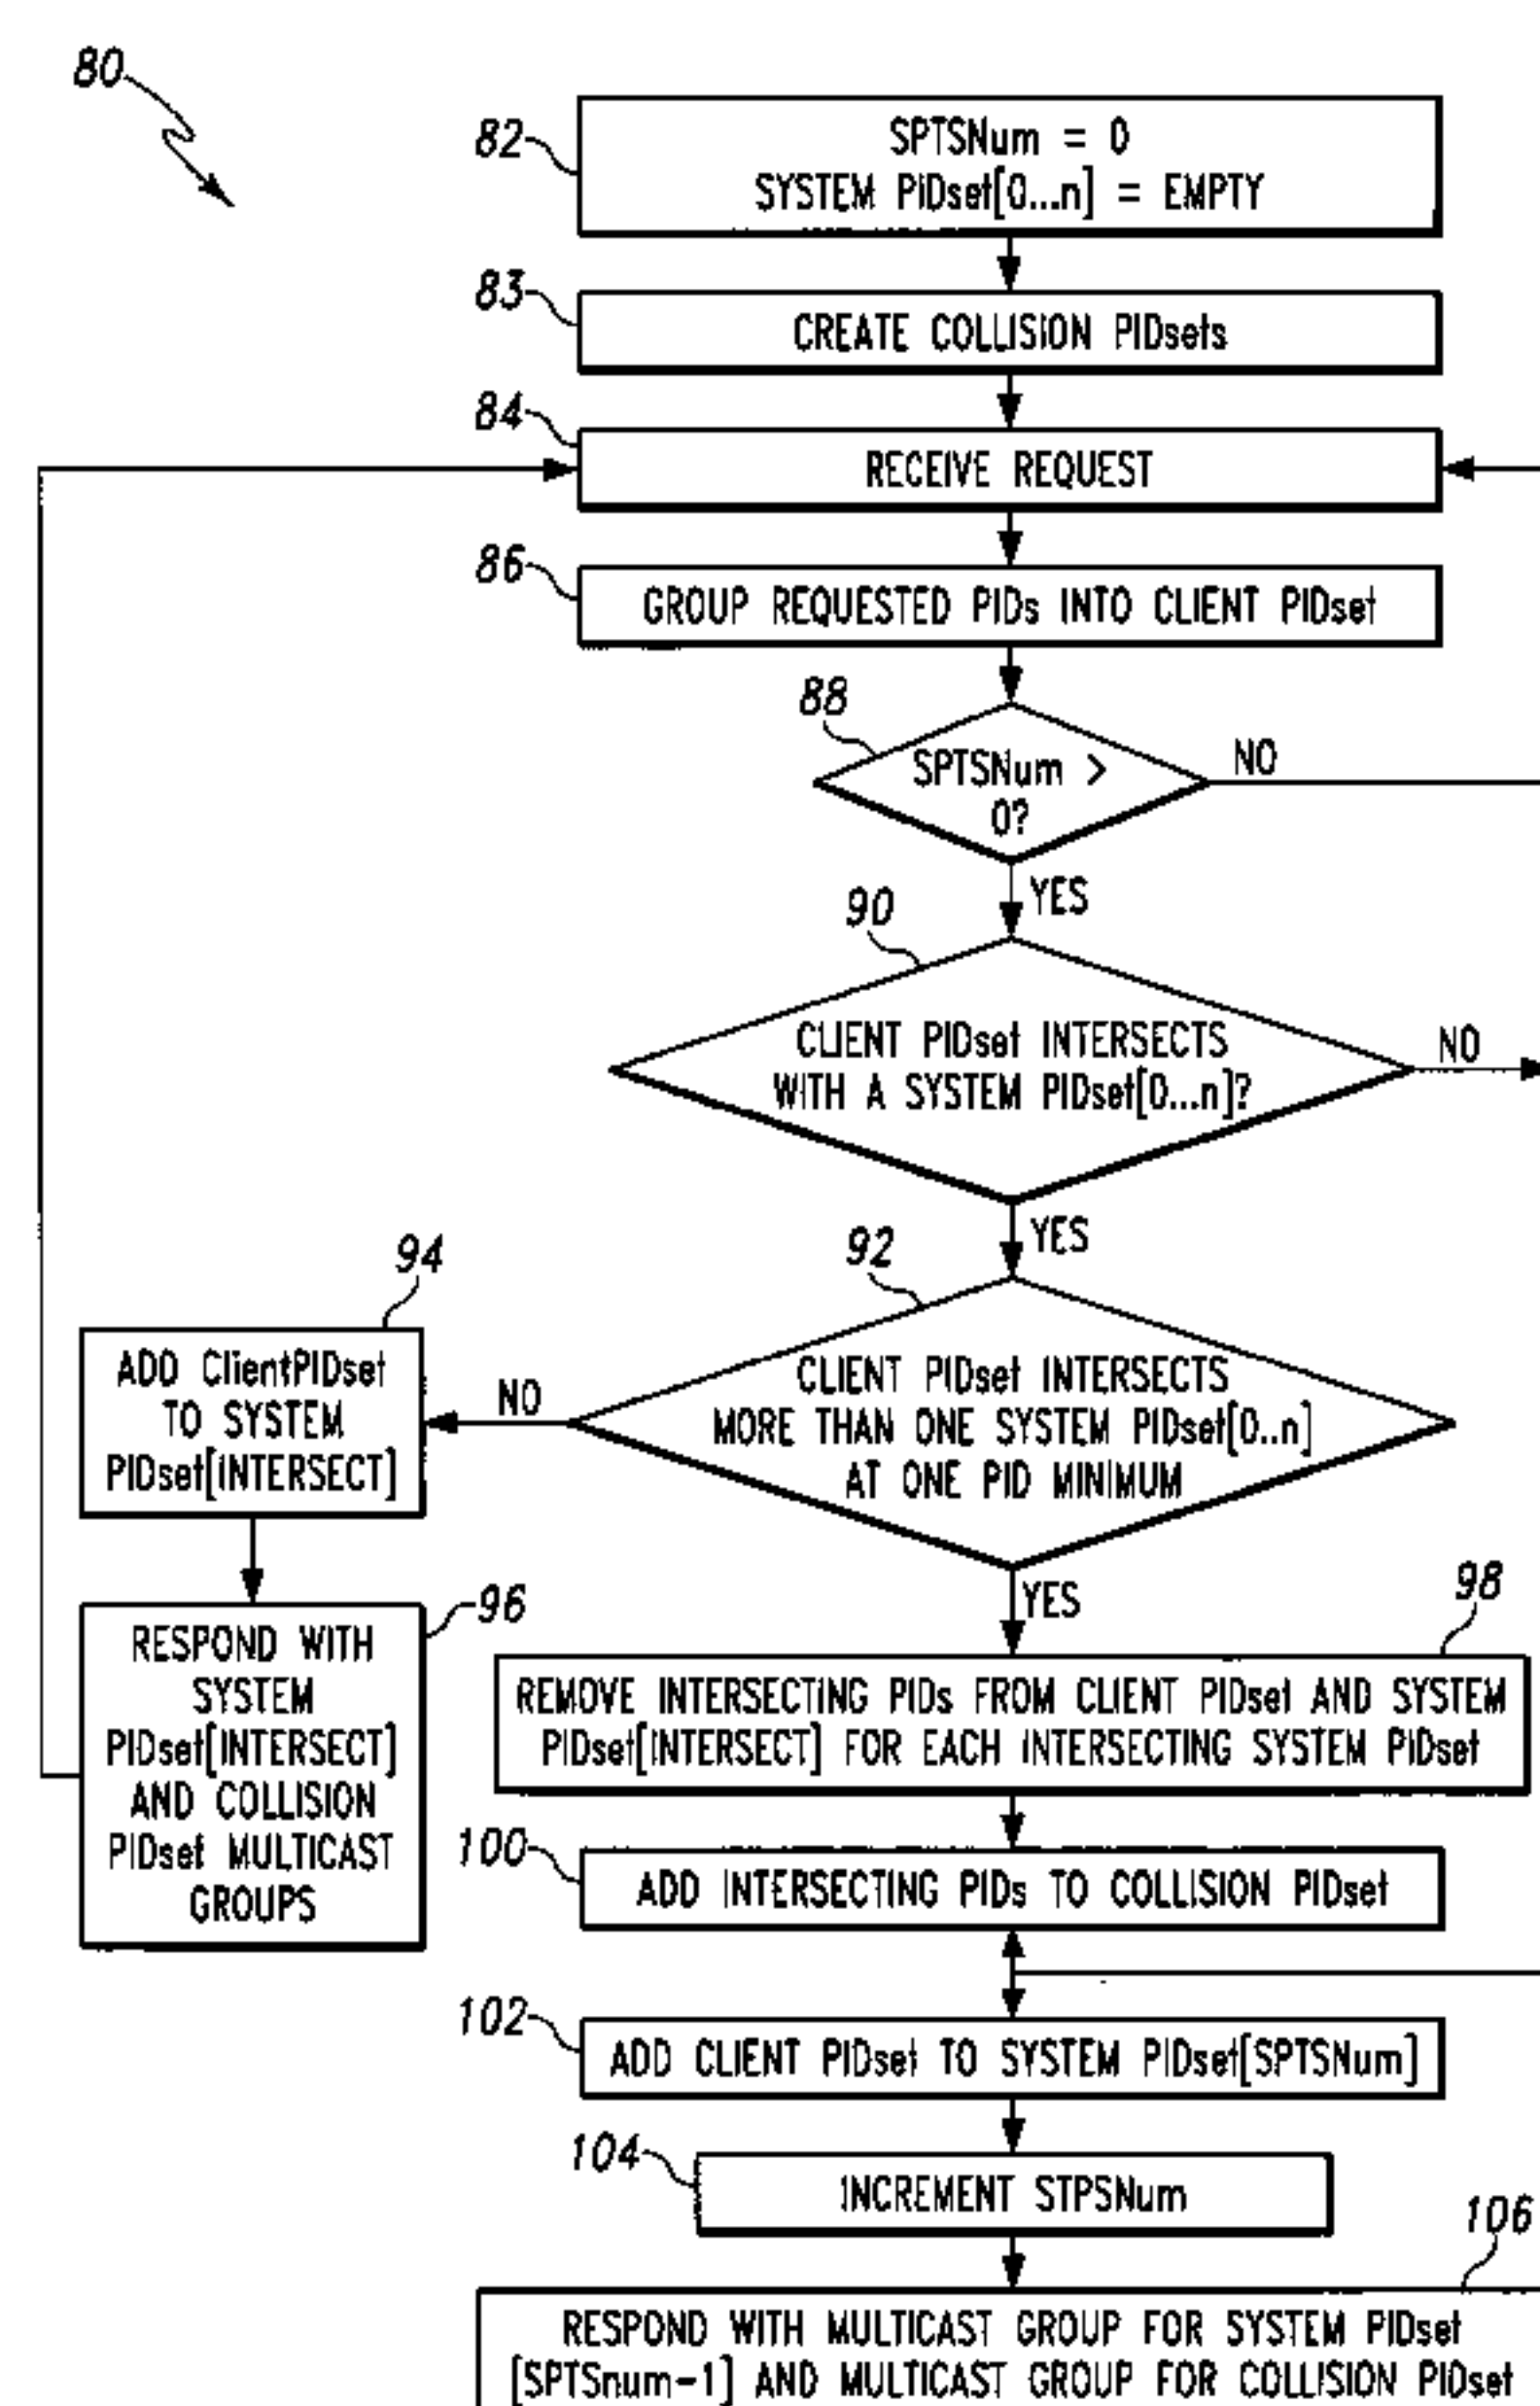 80
82
SPTSNum = 0
SYSTEM PIDset[0...n] = EMPTY
83
CREATE COLLISION PIDsets
84
RECEIVE REQUEST
86
GROUP REQUESTED PIDs INTO CLIENT PIDset
88
SPTSNum >
0?
NO
YES
90
CLIENT PIDset INTERSECTS
WITH A SYSTEM PIDset[0...n]?
NO
YES
92
CLIENT PIDset INTERSECTS
MORE THAN ONE SYSTEM PIDset[0..n]
AT ONE PID MINIMUM
NO
YES
94
ADD ClientPIDset
TO SYSTEM
PIDset[INTERSECT]
96
RESPOND WITH
SYSTEM
PIDset[INTERSECT]
AND COLLISION
PIDset MULTICAST
GROUPS
98
REMOVE INTERSECTING PIDs FROM CLIENT PIDset AND SYSTEM
PIDset[INTERSECT] FOR EACH INTERSECTING SYSTEM PIDset
100
ADD INTERSECTING PIDs TO COLLISION PIDset
102
ADD CLIENT PIDset TO SYSTEM PIDset[SPTSNum]
104
INCREMENT STPSNum
106
RESPOND WITH MULTICAST GROUP FOR SYSTEM PIDset
[SPTSnum-1] AND MULTICAST GROUP FOR COLLISION PIDset